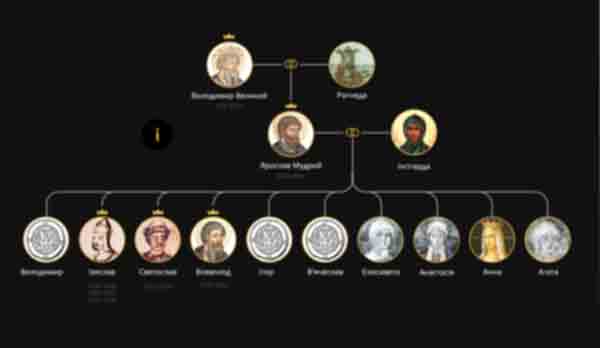 Володимир Великий
Рогнеда
Ярослав Мудрий
Інгігерда
Володимир
Ізяслав
Святослав
Всеволод
Ігор
В'ячеслав
Єлизавета
Анастасія
Анна
Агата